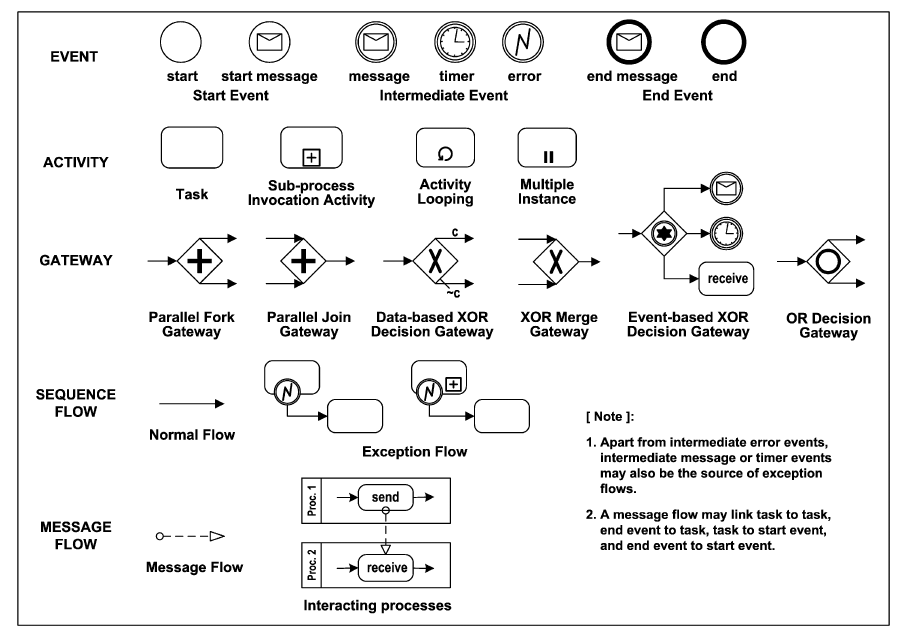 EVENT
start
start message
message
timer
error
end message
end
Start Event
Intermediate Event
End Event
ACTIVITY
Task
Sub-process
Invocation Activity
Activity
Looping
Multiple
Instance
GATEWAY
c
~c
receive
Parallel Fork
Gateway
Parallel Join
Gateway
Data-based XOR
Decision Gateway
XOR Merge
Gateway
Event-based XOR
Decision Gateway
OR Decision
Gateway
SEQUENCE
FLOW
Normal Flow
Exception Flow
[ Note ]:
1. Apart from intermediate error events,
intermediate message or timer events
may also be the source of exception
flows.
2. A message flow may link task to task,
end event to task, task to start event,
and end event to start event.
MESSAGE
FLOW
Message Flow
Proc. 1
send
Proc. 2
receive
Interacting processes